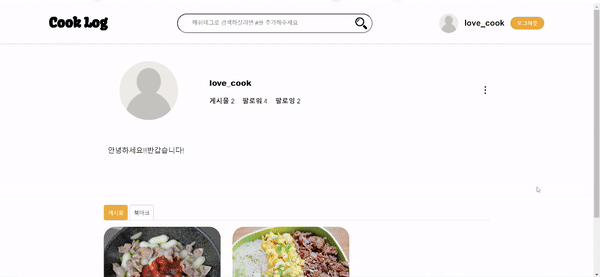 Cook Log
해쉬태그로 검색하실려면 #을 추가해주세요
love_cook
로그아웃
love_cook
게시물 2 팔로워 4 팔로잉 2
안녕하세요!!반갑습니다!
게시물 북마크